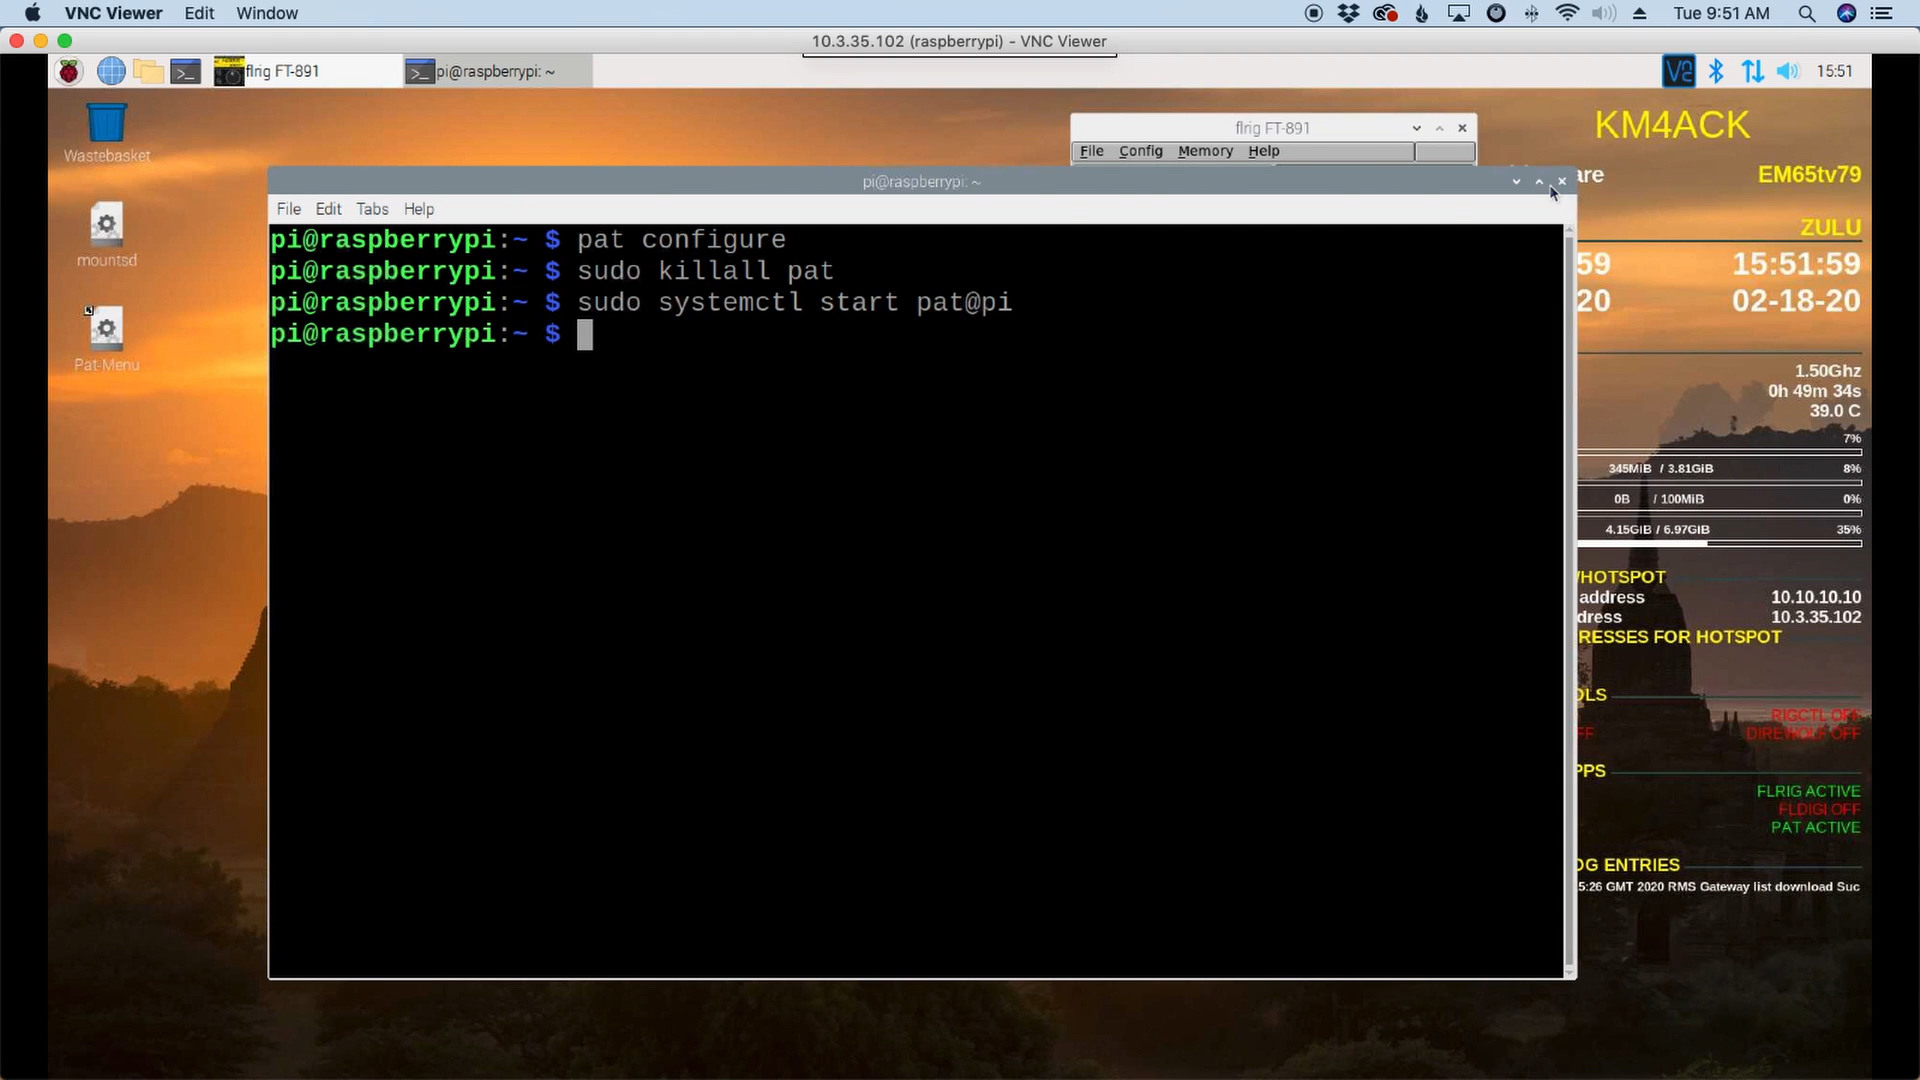 VNC Viewer Edit Window Tue 9:51 AM
10.3.35.102 (raspberrypi) - VNC Viewer
flrig FT-891 pi@raspberrypi: ~ 15:51
Wastebasket
mountsd
Pat-Menu
flrig FT-891
File Config Memory Help
pi@raspberrypi: ~
File Edit Tabs Help
pi@raspberrypi:~ $ pat configure
pi@raspberrypi:~ $ sudo killall pat
pi@raspberrypi:~ $ sudo systemctl start pat@pi
pi@raspberrypi:~ $
KM4ACK
are EM65tv79
ZULU
59 15:51:59
20 02-18-20
1.50Ghz
0h 49m 34s
39.0 C
7%
345MiB / 3.81GiB 8%
0B / 100MiB 0%
4.15GiB / 6.97GiB 35%
/HOTSPOT
address 10.10.10.10
dress 10.3.35.102
RESSES FOR HOTSPOT
OLS
RIGCTL OFF
FF DIREWOLF OFF
PPS
FLRIG ACTIVE
FLDIGI OFF
PAT ACTIVE
OG ENTRIES
5:26 GMT 2020 RMS Gateway list download Suc